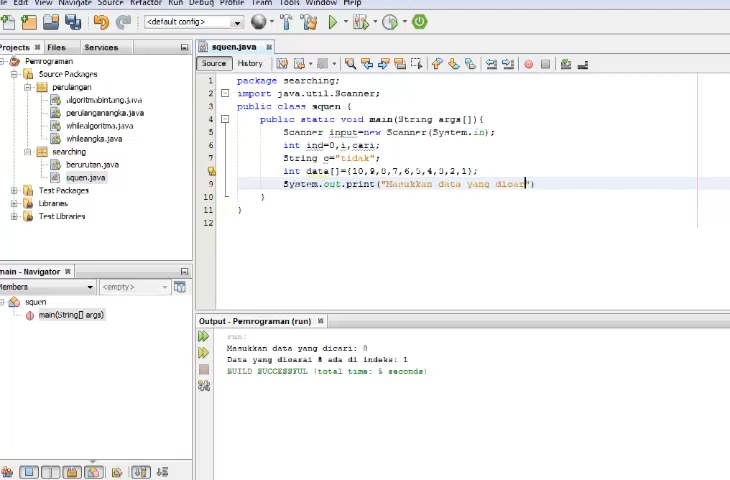 Edit View Navigate Source Refactor Run Debug Profile Team Tools Window Help
(default config)
Projects Files Services
squen.java
Source History
Pemrograman
Source Packages
perulangan
algoritmabintang.java
perulanganangka.java
whilealgoritma.java
whileangka.java
searching
berurutan.java
squen.java
Test Packages
Libraries
Test Libraries
1 package searching;
2 import java.util.Scanner;
3 public class squen {
4 public static void main(String args[]){
5 Scanner input=new Scanner(System.in);
6 int ind=0,i,cari;
7 String c="tidak";
int data[]={10,9,8,7,6,5,4,3,2,1};
9 System.out.print("Masukkan data yang dicar")
10 }
11 }
12
main - Navigator
Members <empty>
squen
main(String[] args)
Output - Pemrograman (run)
run:
Masukkan data yang dicari: 8
Data yang dicarai 8 ada di indeks: 1
BUILD SUCCESSFUL (total time: 5 seconds)